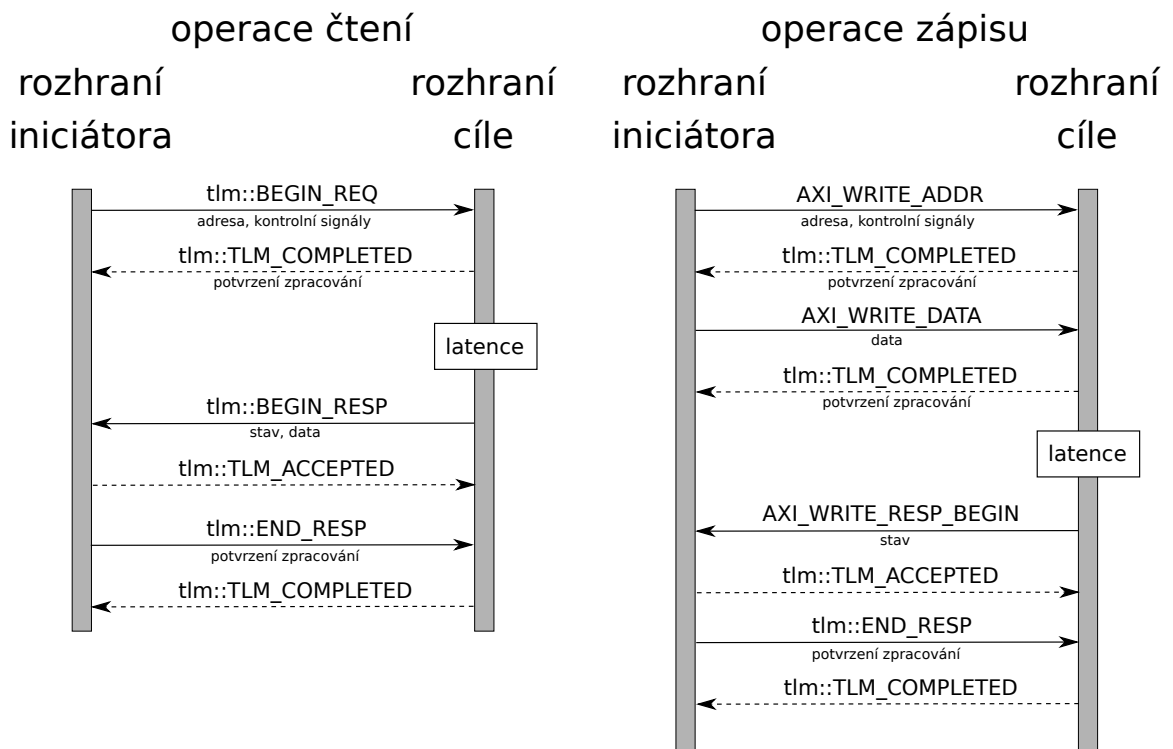 operace čtení
rozhraní
iniciátora
rozhraní
cíle
tlm::BEGIN_REQ
adresa, kontrolní signály
tlm::TLM_COMPLETED
potvrzení zpracování
latence
tlm::BEGIN_RESP
stav, data
tlm::TLM_ACCEPTED
tlm::END_RESP
potvrzení zpracování
tlm::TLM_COMPLETED
operace zápisu
rozhraní
iniciátora
rozhraní
cíle
AXI_WRITE_ADDR
adresa, kontrolní signály
tlm::TLM_COMPLETED
potvrzení zpracování
AXI_WRITE_DATA
data
tlm::TLM_COMPLETED
potvrzení zpracování
latence
AXI_WRITE_RESP_BEGIN
stav
tlm::TLM_ACCEPTED
tlm::END_RESP
potvrzení zpracování
tlm::TLM_COMPLETED